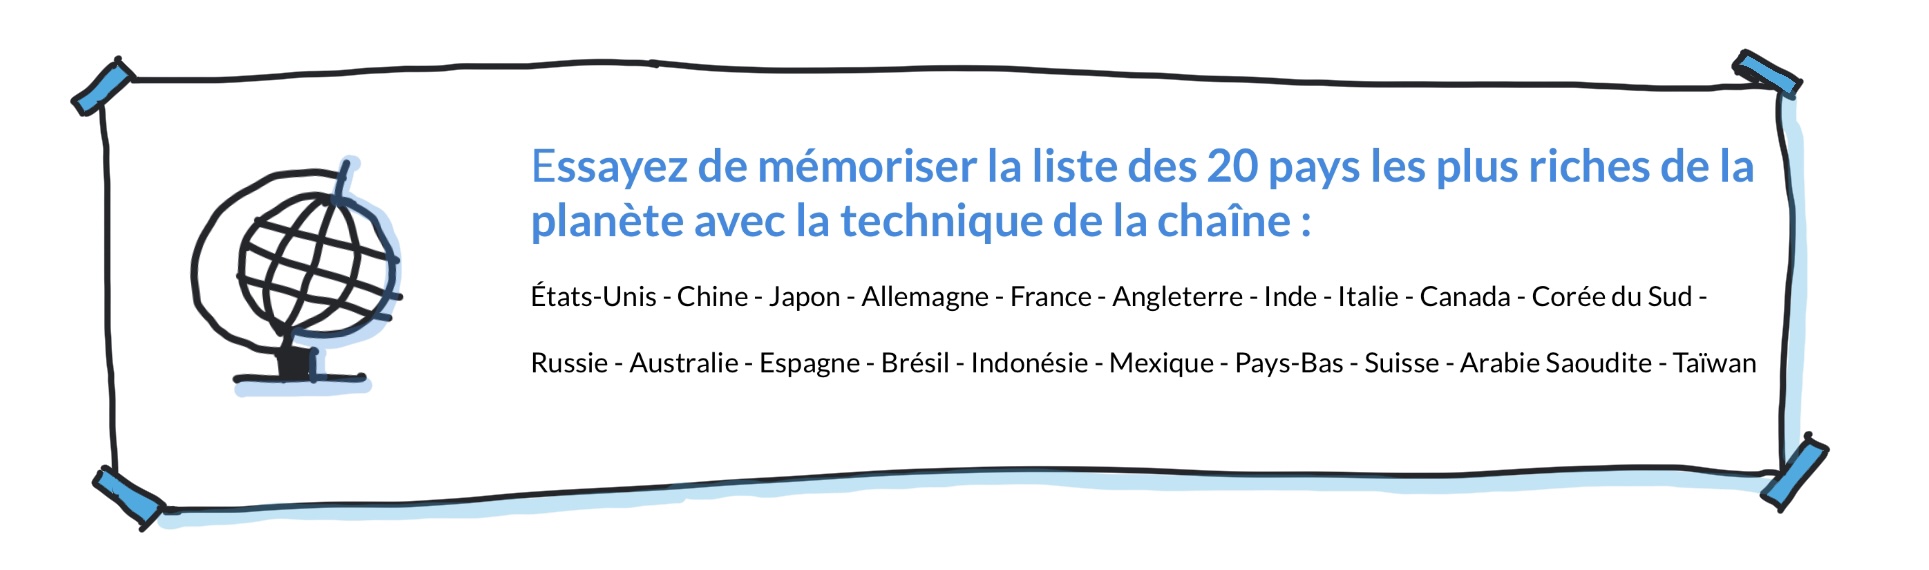 Essayez de mémoriser la liste des 20 pays les plus riches de la
planète avec la technique de la chaîne :
États-Unis - Chine - Japon - Allemagne - France - Angleterre - Inde - Italie - Canada - Corée du Sud -
Russie - Australie - Espagne - Brésil - Indonésie - Mexique - Pays-Bas - Suisse - Arabie Saoudite - Taïwan